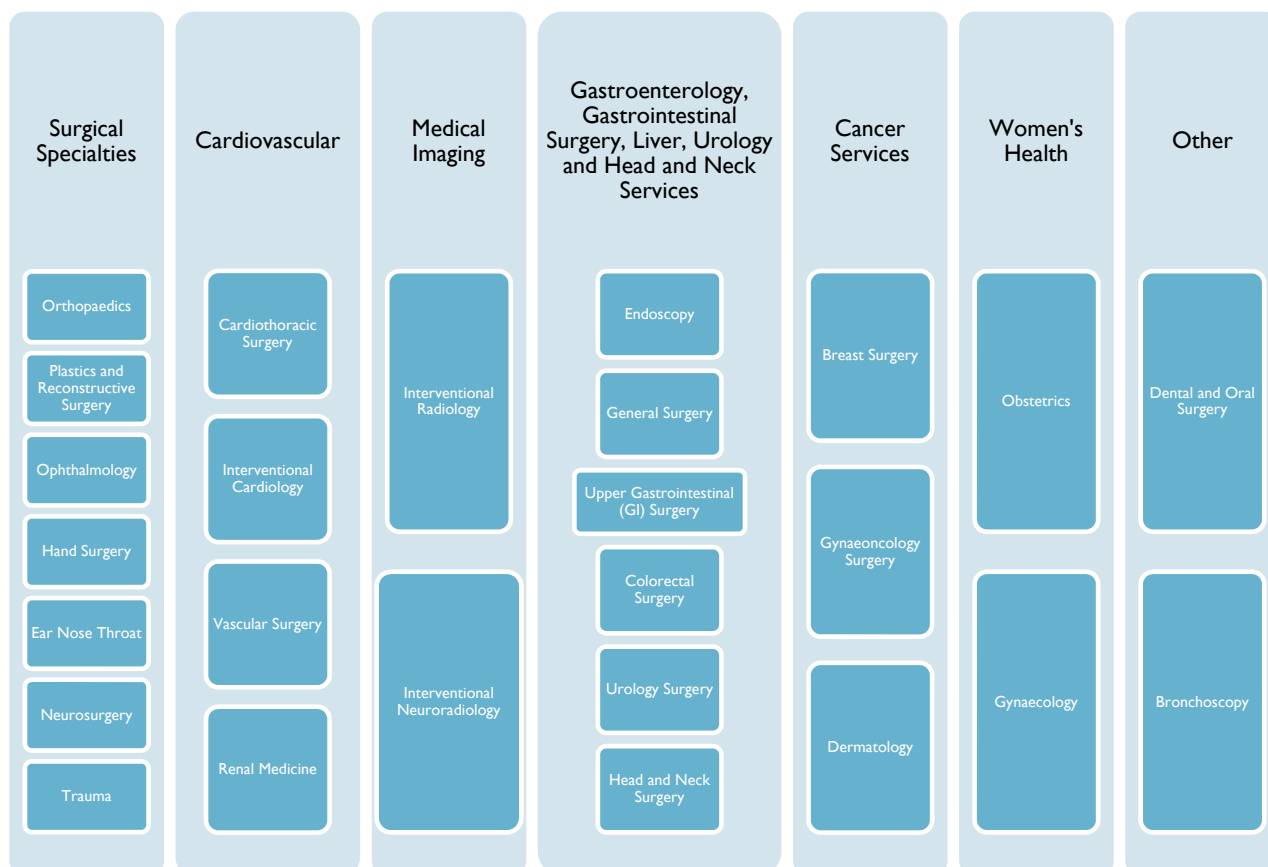 Surgical
Specialties
Orthopaedics
Plastics and
Reconstructive
Surgery
Ophthalmology
Hand Surgery
Ear Nose Throat
Neurosurgery
Trauma
Cardiovascular
Cardiothoracic
Surgery
Interventional
Cardiology
Vascular Surgery
Renal Medicine
Medical
Imaging
Interventional
Radiology
Interventional
Neuroradiology
Gastroenterology,
Gastrointestinal
Surgery, Liver, Urology
and Head and Neck
Services
Endoscopy
General Surgery
Upper Gastrointestinal
(GI) Surgery
Colorectal
Surgery
Urology Surgery
Head and Neck
Surgery
Cancer
Services
Breast Surgery
Gynaeoncology
Surgery
Dermatology
Women's
Health
Obstetrics
Gynaecology
Other
Dental and Oral
Surgery
Bronchoscopy